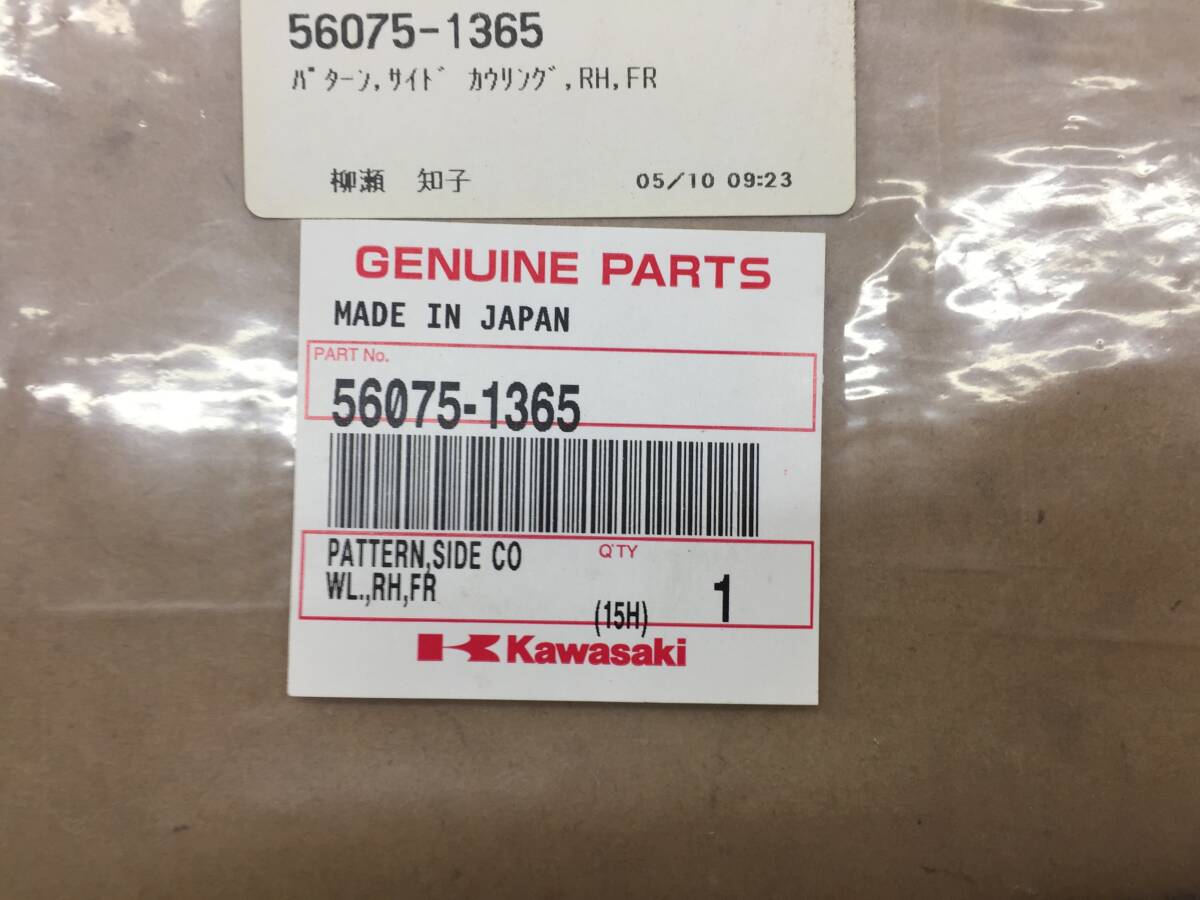 56075-1365
ﾊﾟﾀｰﾝ,ｻｲﾄﾞ ｶｳﾘﾝｸﾞ,RH,FR
柳瀬 知子 05/10 09:23
GENUINE PARTS
MADE IN JAPAN
PART No.
56075-1365
PATTERN,SIDE CO Q'TY
WL.,RH,FR (15H) 1
Kawasaki